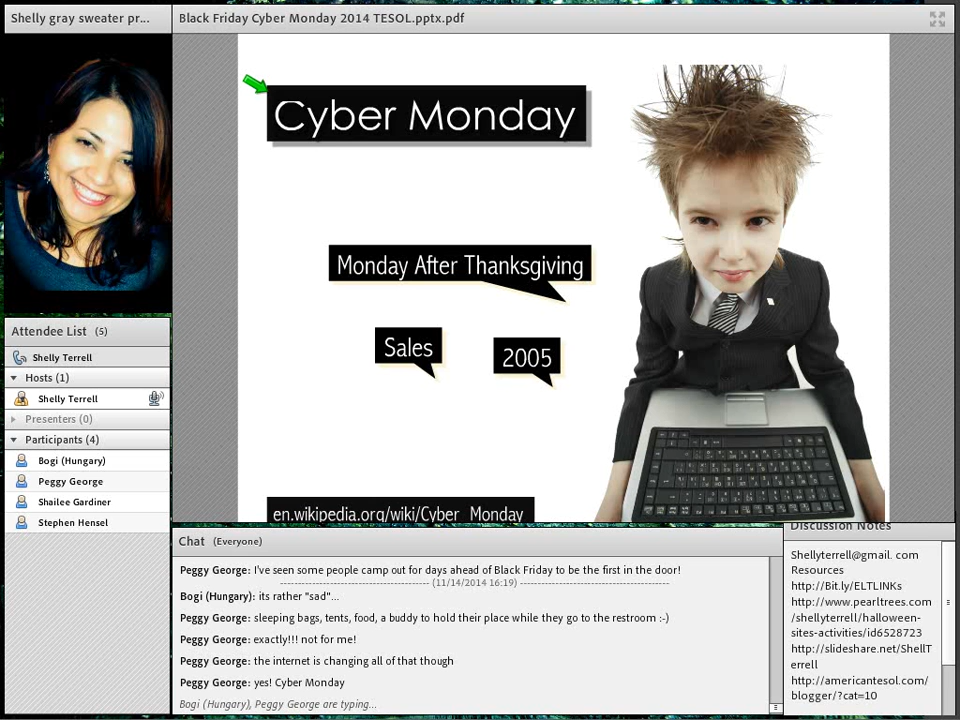 Shelly gray sweater pr...
Black Friday Cyber Monday 2014 TESOL.pptx.pdf
Cyber Monday
Monday After Thanksgiving
Sales
2005
en.wikipedia.org/wiki/Cyber_Monday
Attendee List (5)
Shelly Terrell
Hosts (1)
Shelly Terrell
Presenters (0)
Participants (4)
Bogi (Hungary)
Peggy George
Shailee Gardiner
Stephen Hensel
Chat (Everyone)
Peggy George: I've seen some people camp out for days ahead of Black Friday to be the first in the door!
(11/14/2014 16:19)
Bogi (Hungary): its rather "sad"...
Peggy George: sleeping bags, tents, food, a buddy to hold their place while they go to the restroom :-)
Peggy George: exactly!!! not for me!
Peggy George: the internet is changing all of that though
Peggy George: yes! Cyber Monday
Bogi (Hungary), Peggy George are typing...
Discussion Notes
Shellyterrell@gmail. com
Resources
http://Bit.ly/ELTLINKs
http://www.pearltrees.com
/shellyterrell/halloween-
sites-activities/id6528723
http://slideshare.net/ShellT
errell
http://americantesol.com/
blogger/?cat=10